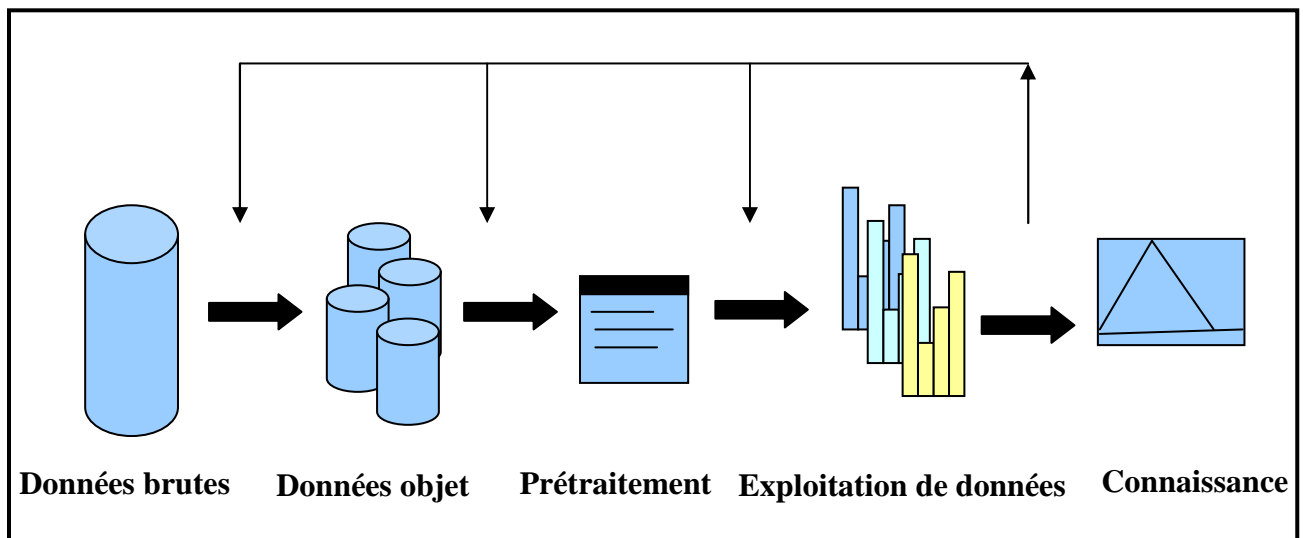 Données brutes
Données objet
Prétraitement
Exploitation de données
Connaissance